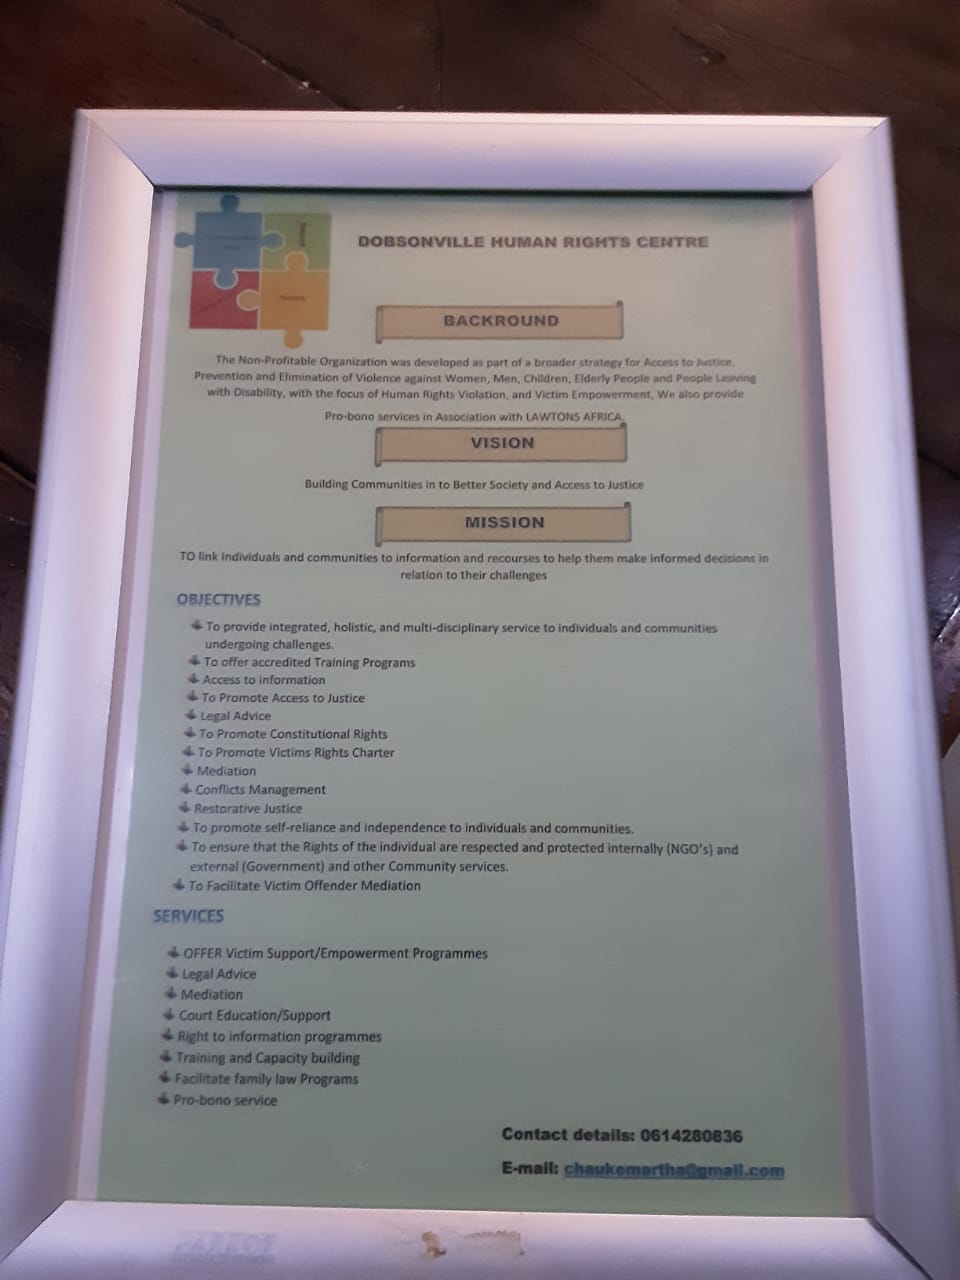 DOBSONVILLE HUMAN RIGHTS CENTRE
BACKROUND
The Non-Profitable Organization was developed as part of a broader strategy for Access to Justice,
Prevention and Elimination of Violence against Women, Men, Children, Elderly People and People Leaving
with Disability, with the focus of Human Rights Violation, and Victim Empowerment, We also provide
Pro-bono services in Association with LAWTONS AFRICA.
VISION
Building Communities in to Better Society and Access to Justice
MISSION
TO link Individuals and communities to information and recourses to help them make informed decisions in
relation to their challenges
OBJECTIVES
To provide integrated, holistic, and multi-disciplinary service to individuals and communities
undergoing challenges.
To offer accredited Training Programs
Access to information
To Promote Access to Justice
Legal Advice
To Promote Constitutional Rights
To Promote Victims Rights Charter
Mediation
Conflicts Management
Restorative Justice
To promote self-reliance and independence to individuals and communities.
To ensure that the Rights of the individual are respected and protected internally (NGO's) and
external (Government) and other Community services.
To Facilitate Victim Offender Mediation
SERVICES
OFFER Victim Support/Empowerment Programmes
Legal Advice
Mediation
Court Education/Support
Right to information programmes
Training and Capacity building
Facilitate family law Programs
Pro-bono service
Contact details: 0614280836
E-mail: chaukemartha@gmail.com